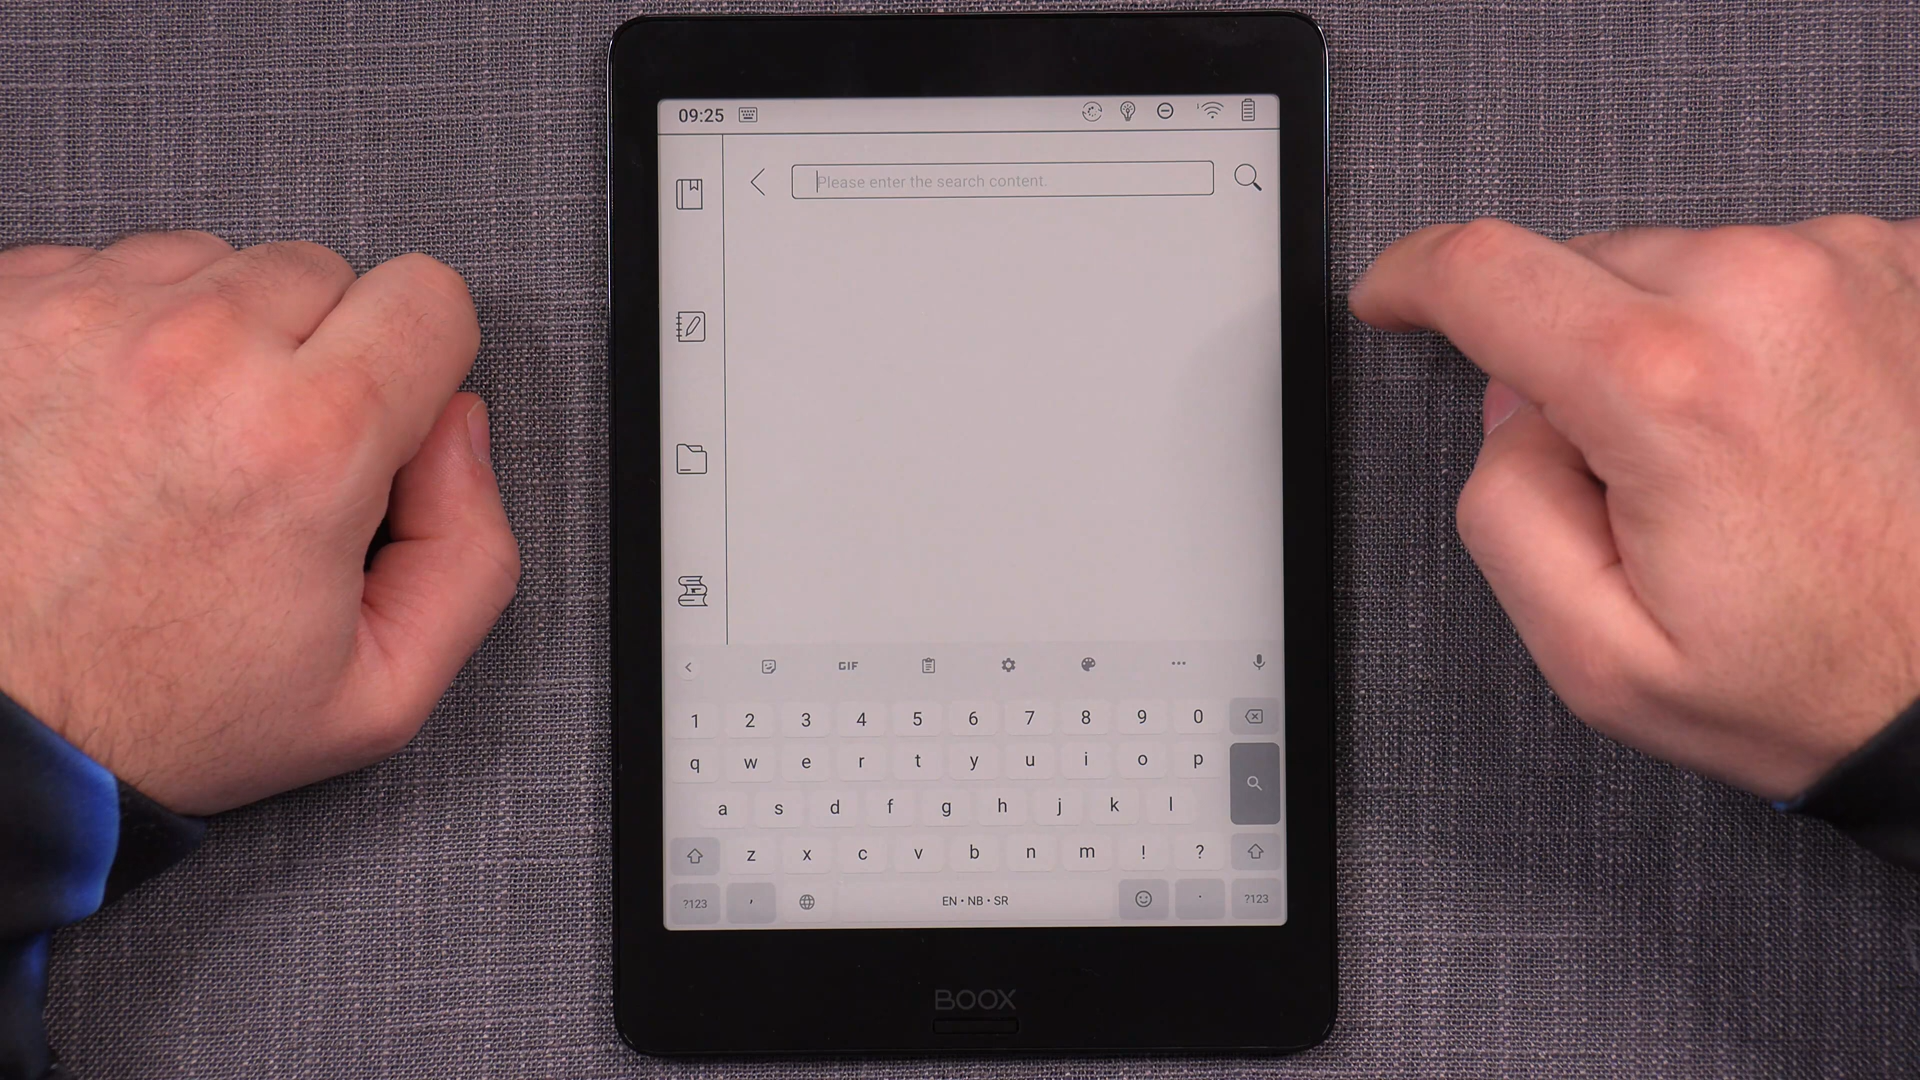 09:25
Please enter the search content.
GIF
1 2 3 4 5 6 7 8 9 0
q w e r t y u i o p
a s d f g h j k l
z x c v b n m ! ?
?123 , EN • NB • SR . ?123
BOOX